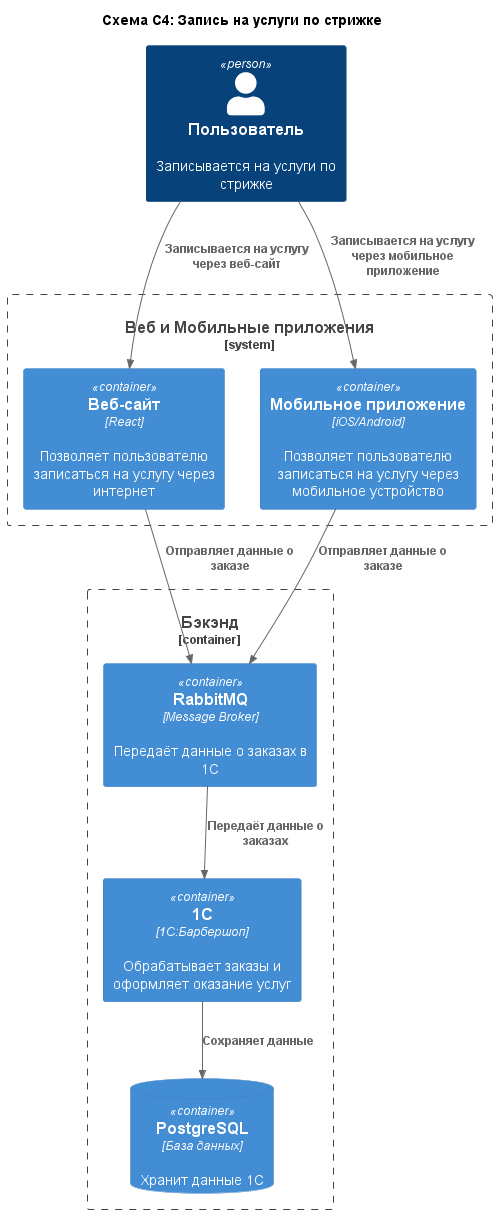 Схема C4: Запись на услуги по стрижке
«person»
Пользователь
Записывается на услуги по
стрижке
Записывается на услугу
через веб-сайт
Записывается на услугу
через мобильное
приложение
Веб и Мобильные приложения
[system]
«container»
Веб-сайт
[React]
Позволяет пользователю
записаться на услугу через
интернет
«container»
Мобильное приложение
[iOS/Android]
Позволяет пользователю
записаться на услугу через
мобильное устройство
Отправляет данные о
заказе
Отправляет данные о
заказе
Бэкэнд
[container]
«container»
RabbitMQ
[Message Broker]
Передаёт данные о заказах в
1С
Передаёт данные о
заказах
«container»
1С
[1С:Барбершоп]
Обрабатывает заказы и
оформляет оказание услуг
Сохраняет данные
«container»
PostgreSQL
[База данных]
Хранит данные 1С